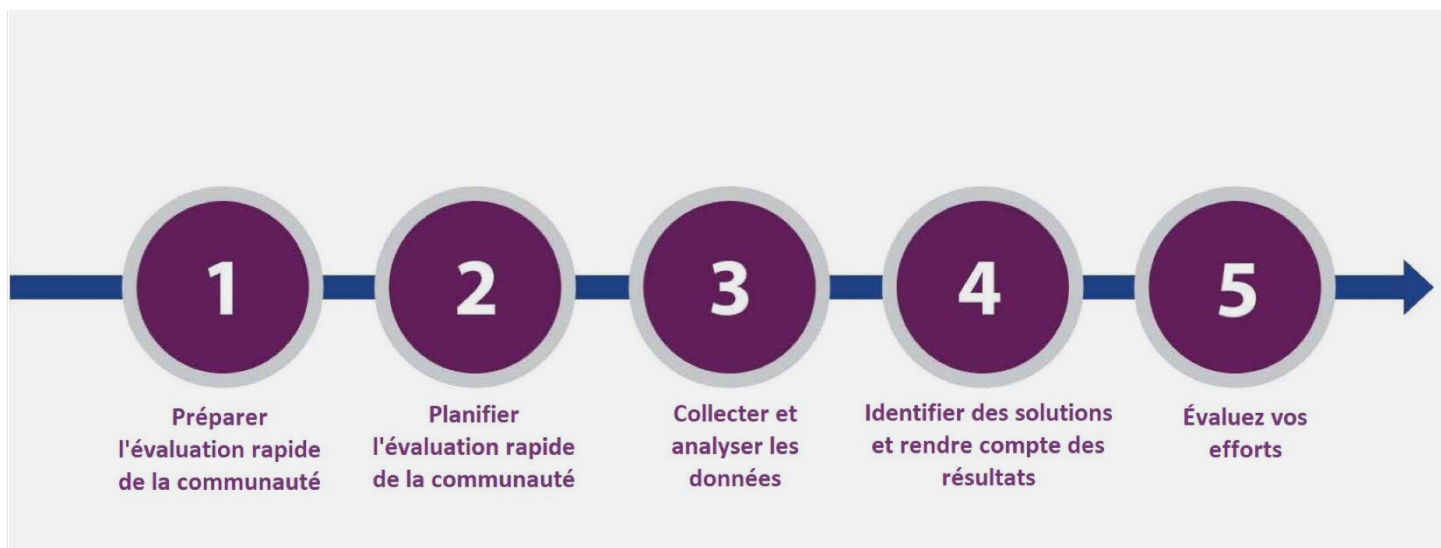 1
Préparer
l'évaluation rapide
de la communauté
2
Planifier
l'évaluation rapide
de la communauté
3
Collecter et
analyser les
données
4
Identifier des solutions
et rendre compte des
résultats
5
Évaluez vos
efforts